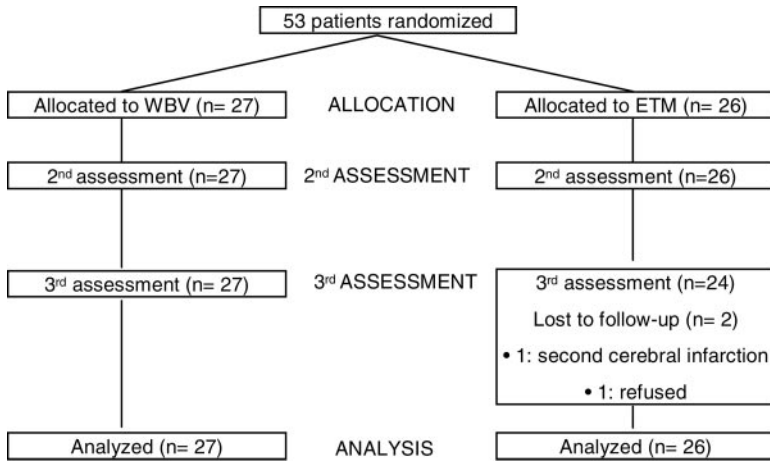 53 patients randomized
Allocated to WBV (n= 27)
ALLOCATION
Allocated to ETM (n= 26)
2nd assessment (n=27)
2nd ASSESSMENT
2nd assessment (n=26)
3rd assessment (n= 27)
3rd ASSESSMENT
3rd assessment (n=24)
Lost to follow-up (n= 2)
• 1: second cerebral infarction
• 1: refused
Analyzed (n= 27)
ANALYSIS
Analyzed (n= 26)